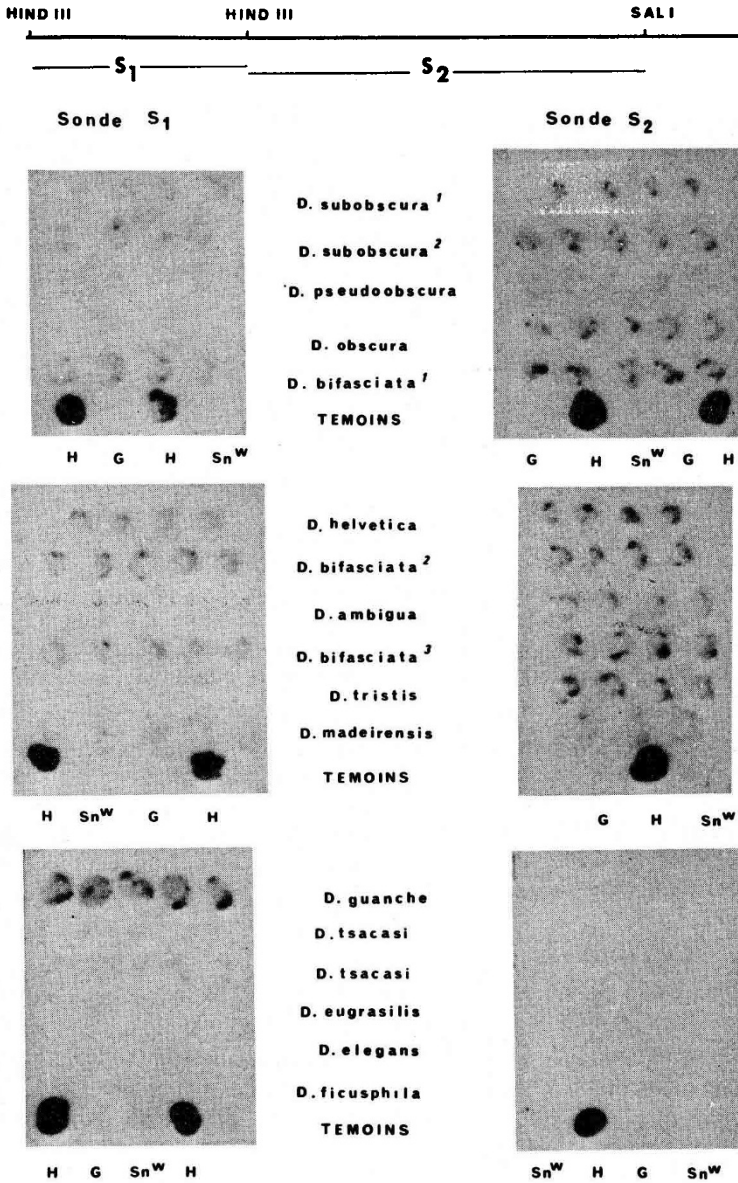 HIND III HIND III SAL I
S1 S2
Sonde S1 Sonde S2
D. subobscura 1
D. subobscura 2
D. pseudoobscura
D. obscura
D. bifasciata 1
TEMOINS
H G H Sn W G H Sn W G H
D. helvetica
D. bifasciata 2
D. ambigua
D. bifasciata 3
D. tristis
D. madeirensis
TEMOINS
H Sn W G H G H Sn W
D. guanche
D. tsacasi
D. tsacasi
D. eugrasilis
D. elegans
D. ficusphila
TEMOINS
H G Sn W H Sn W H G Sn W